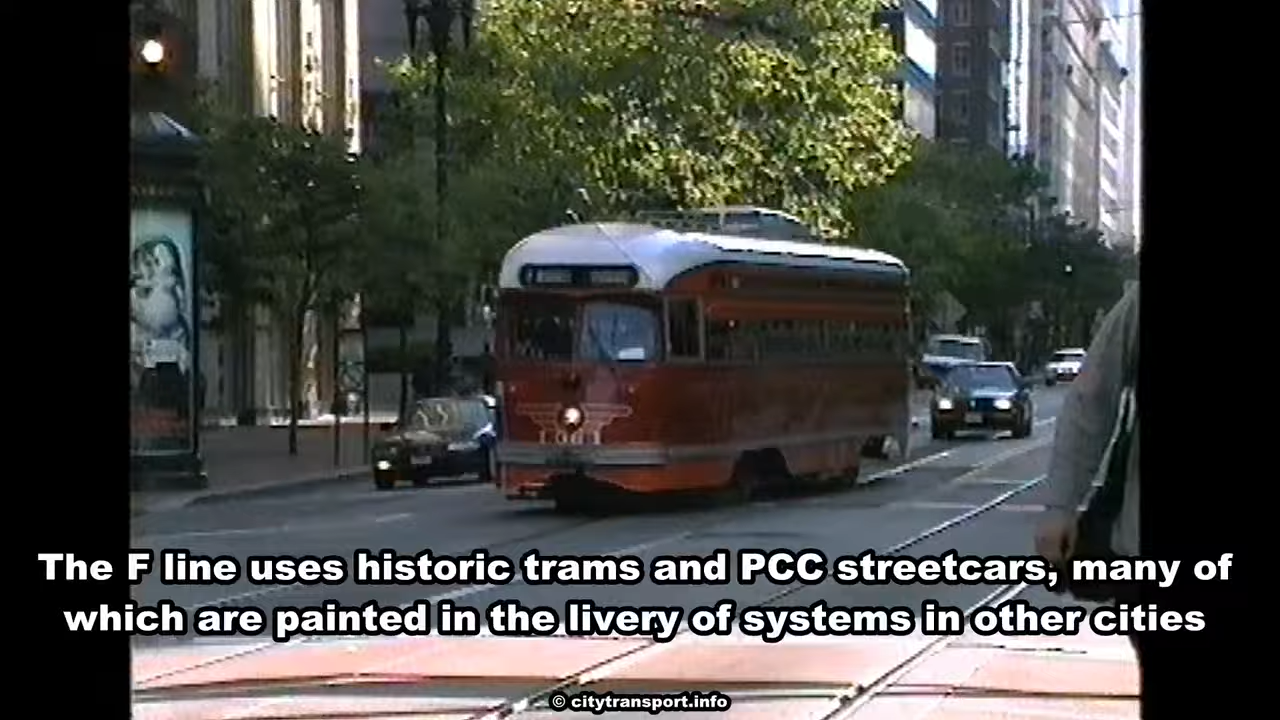 The F line uses historic trams and PCC streetcars, many of
which are painted in the livery of systems in other cities
© citytransport.info